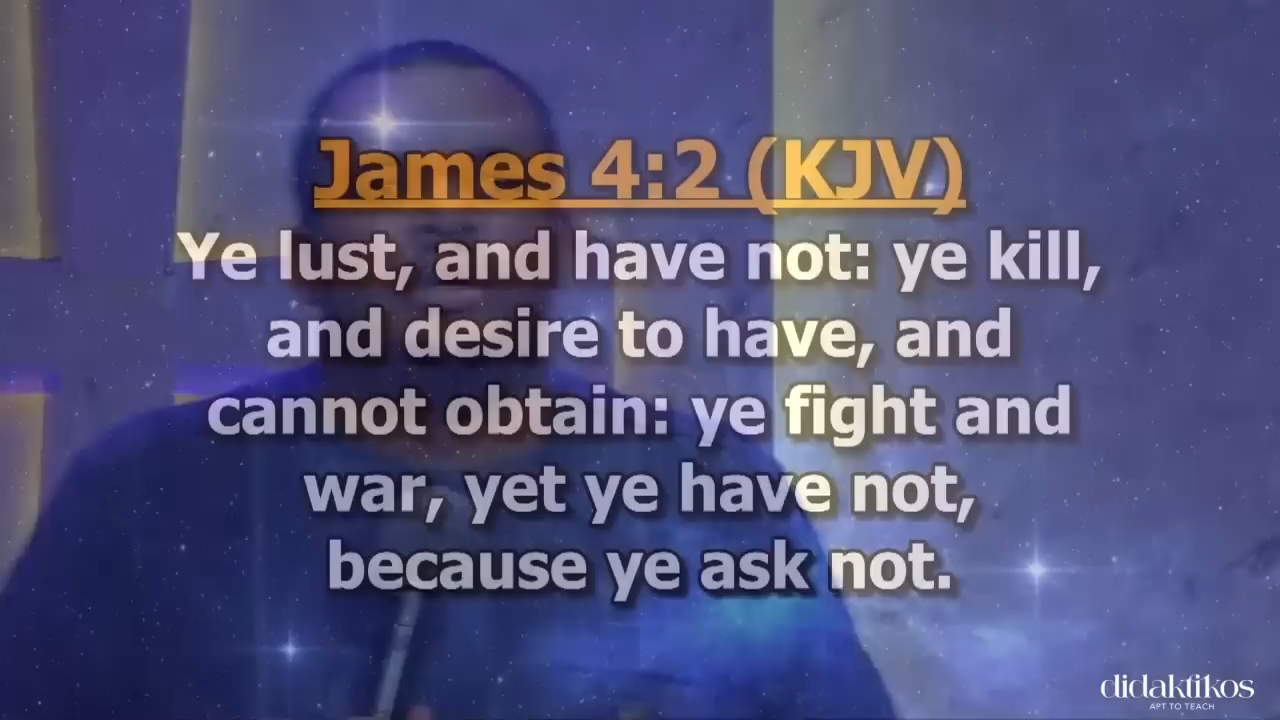 James 4:2 (KJV)
Ye lust, and have not: ye kill,
and desire to have, and
cannot obtain: ye fight and
war, yet ye have not,
because ye ask not.
didaktikos
APT TO TEACH